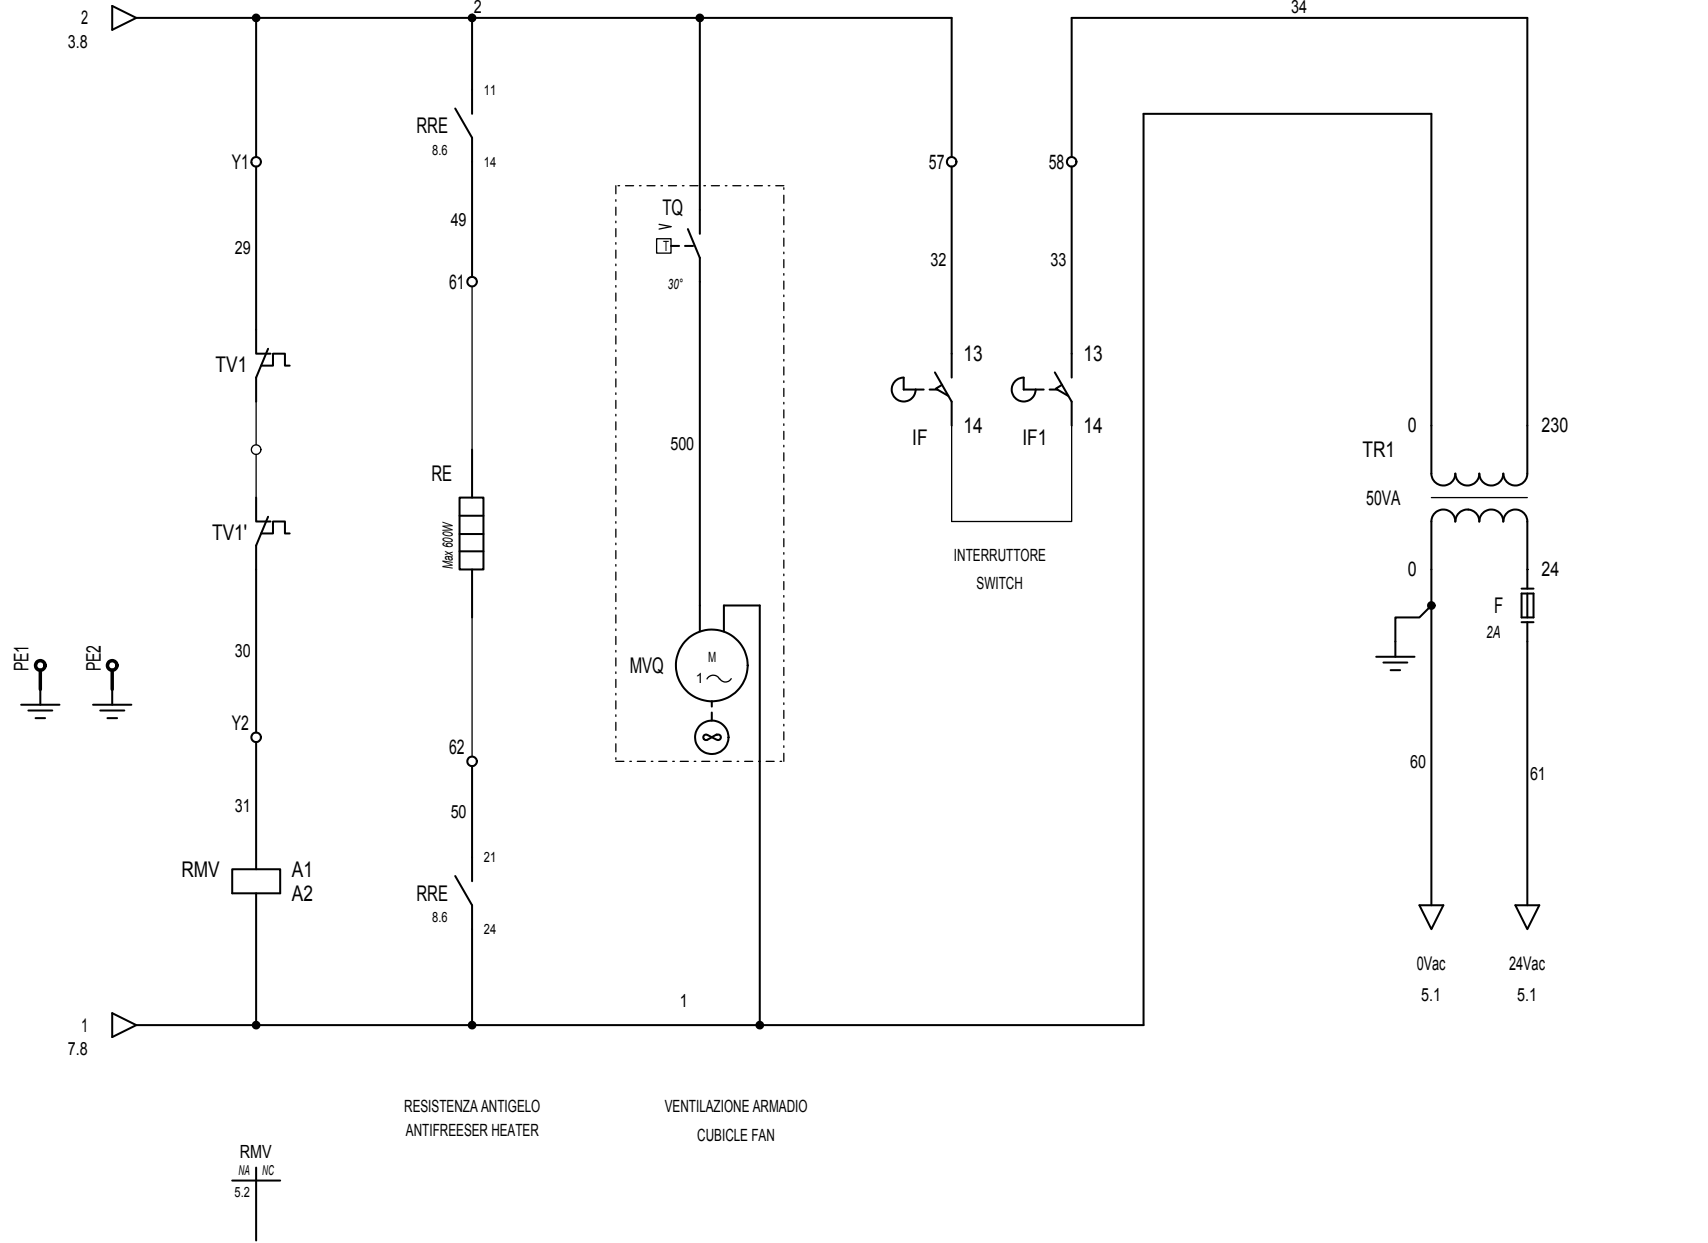 2
3.8
2
34
11
RRE
8.6
14
Y1
57
58
TQ
49
29
T
30°
32
33
61
TV1
13
13
14
14
IF
IF1
0
230
TR1
500
RE
Max 600W
50VA
TV1'
INTERRUTTORE
SWITCH
0
24
F
2A
PE1
PE2
30
MVQ
M
1
Y2
62
60
61
31
50
21
RMV
A1
A2
RRE
8.6
24
0Vac
24Vac
5.1
5.1
1
1
7.8
RESISTENZA ANTIGELO
ANTIFREESER HEATER
VENTILAZIONE ARMADIO
CUBICLE FAN
RMV
NA NC
5.2